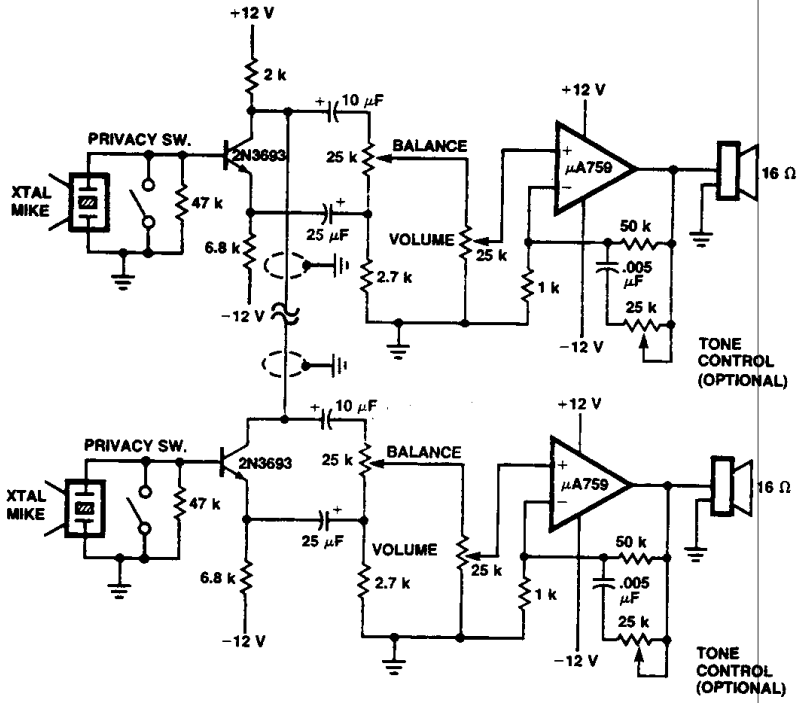 +12 V
2 k
+ 10 μF
+12 V
PRIVACY SW.
2N3693
BALANCE
25 k
+
μA759
−
16 Ω
XTAL
MIKE
47 k
+
50 k
VOLUME
25 k
6.8 k
25 μF
.005
μF
2.7 k
1 k
25 k
−12 V
−12 V
TONE
CONTROL
(OPTIONAL)
+ 10 μF
+12 V
PRIVACY SW.
2N3693
25 k
BALANCE
+
μA759
−
16 Ω
XTAL
MIKE
47 k
+
25 μF
VOLUME
50 k
25 k
6.8 k
2.7 k
1 k
.005
μF
25 k
−12 V
−12 V
TONE
CONTROL
(OPTIONAL)